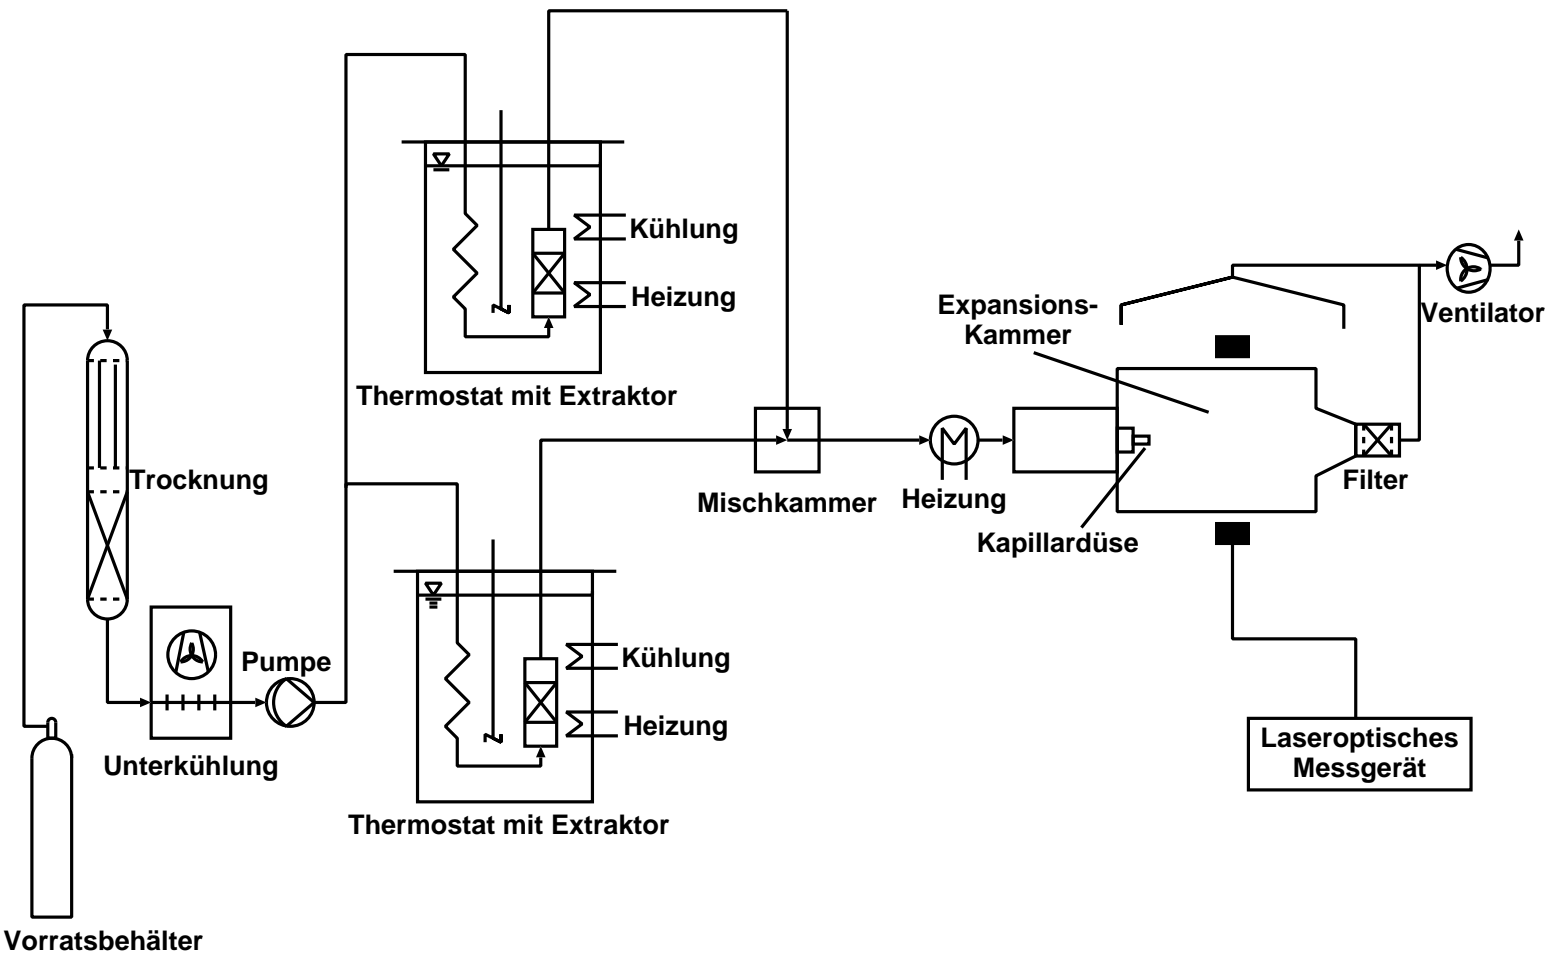 Kühlung
Heizung
Thermostat mit Extraktor
Expansions-
Kammer
Ventilator
Trocknung
Mischkammer
Heizung
Filter
Kapillardüse
Pumpe
Kühlung
Heizung
Unterkühlung
Thermostat mit Extraktor
Laseroptisches
Messgerät
Vorratsbehälter